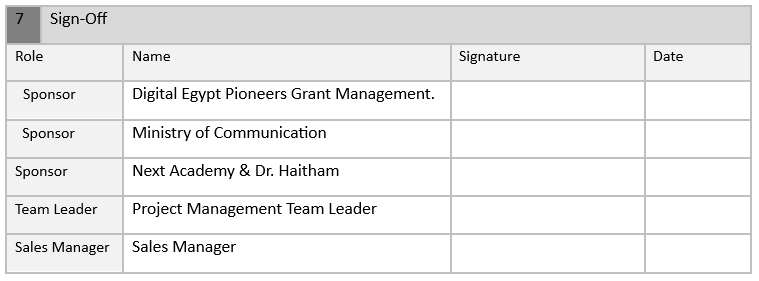 7 Sign-Off
Role Name Signature Date
Sponsor Digital Egypt Pioneers Grant Management.
Sponsor Ministry of Communication
Sponsor Next Academy & Dr. Haitham
Team Leader Project Management Team Leader
Sales Manager Sales Manager